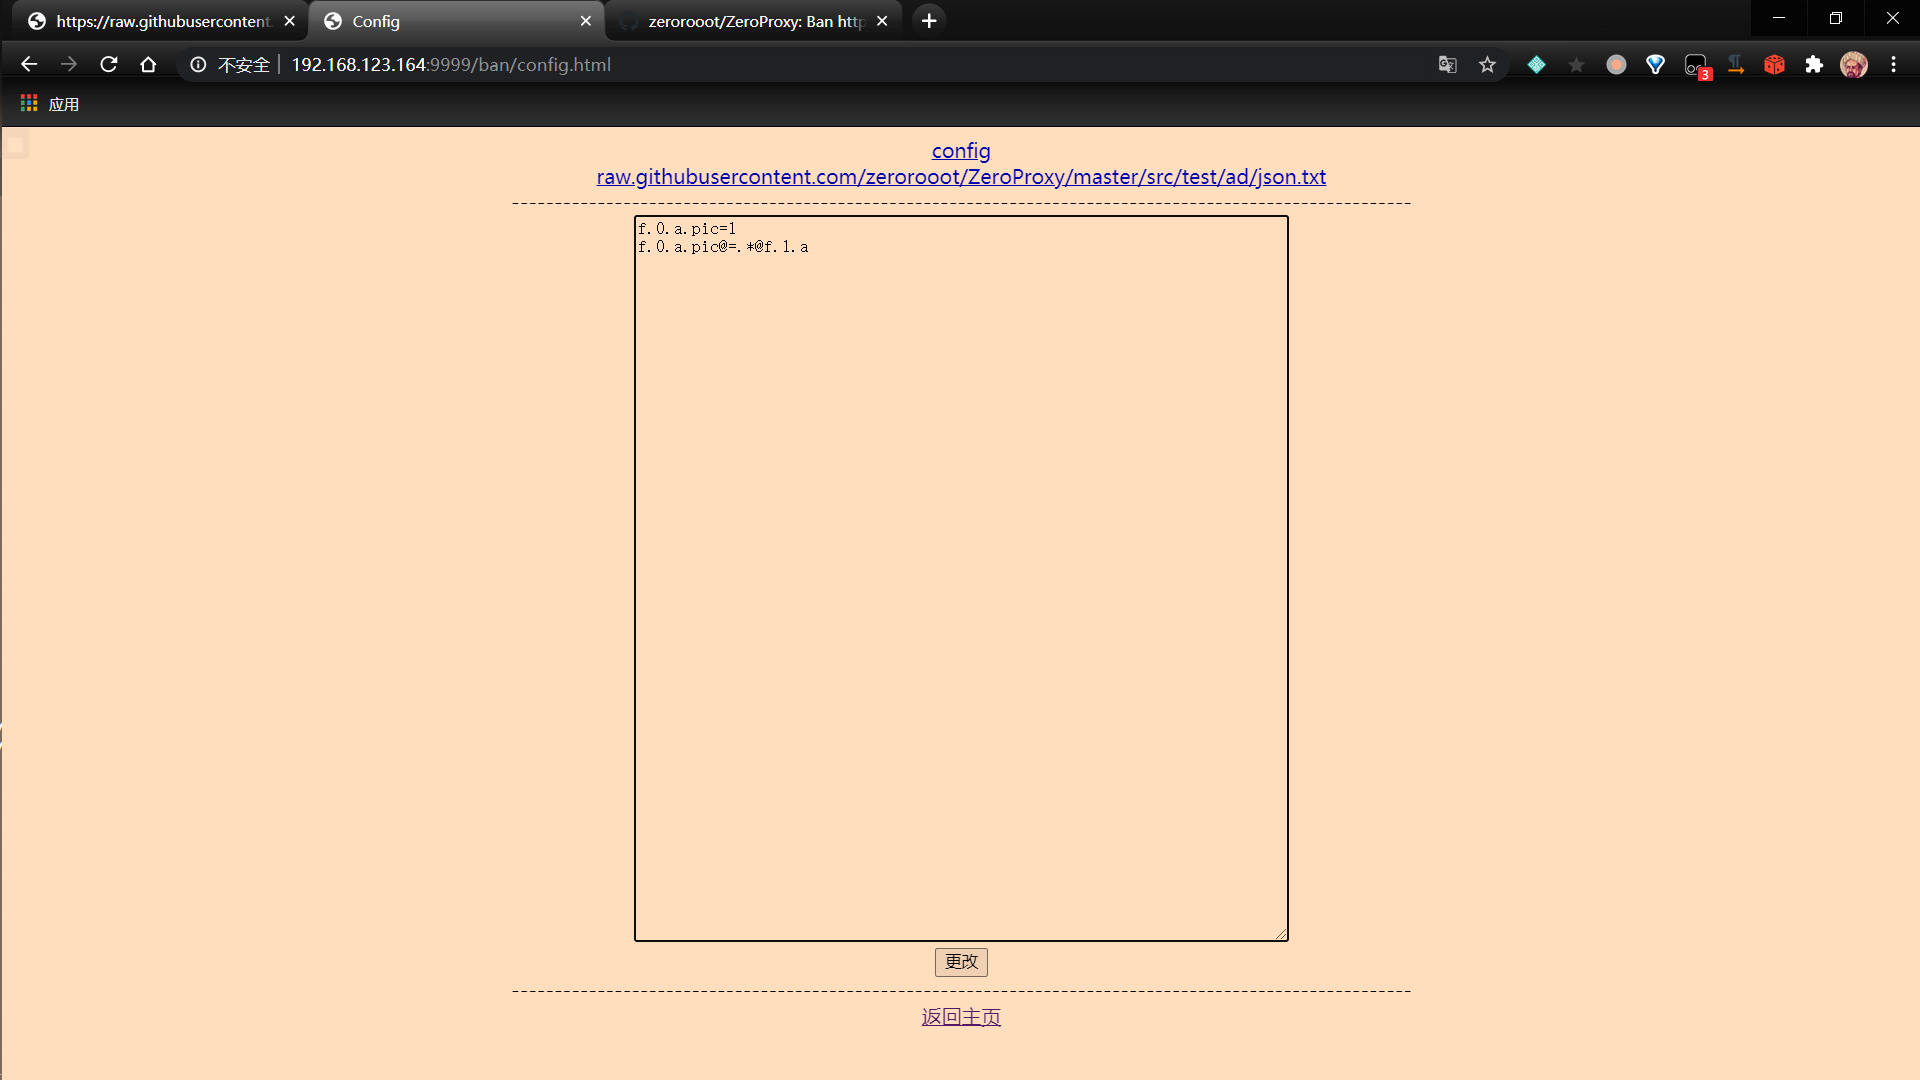 https://raw.githubusercontent.
Config
zerorooot/ZeroProxy: Ban http
不安全
192.168.123.164:9999/ban/config.html
3
应用
config
raw.githubusercontent.com/zerorooot/ZeroProxy/master/src/test/ad/json.txt
f.0.a.pic=1
f.0.a.pic@=.*@f.1.a
更改
返回主页